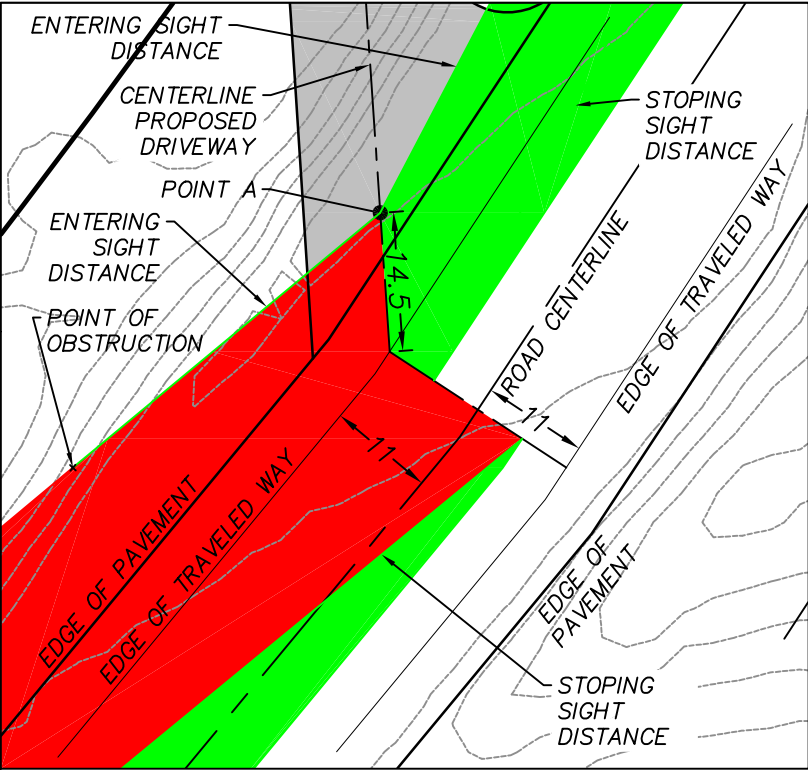 ENTERING SIGHT
DISTANCE
CENTERLINE
PROPOSED
DRIVEWAY
POINT A
ENTERING
SIGHT
DISTANCE
POINT OF
OBSTRUCTION
STOPING
SIGHT
DISTANCE
14.5
ROAD CENTERLINE
EDGE OF TRAVELED WAY
11
11
EDGE OF PAVEMENT
EDGE OF TRAVELED WAY
EDGE OF
PAVEMENT
STOPING
SIGHT
DISTANCE